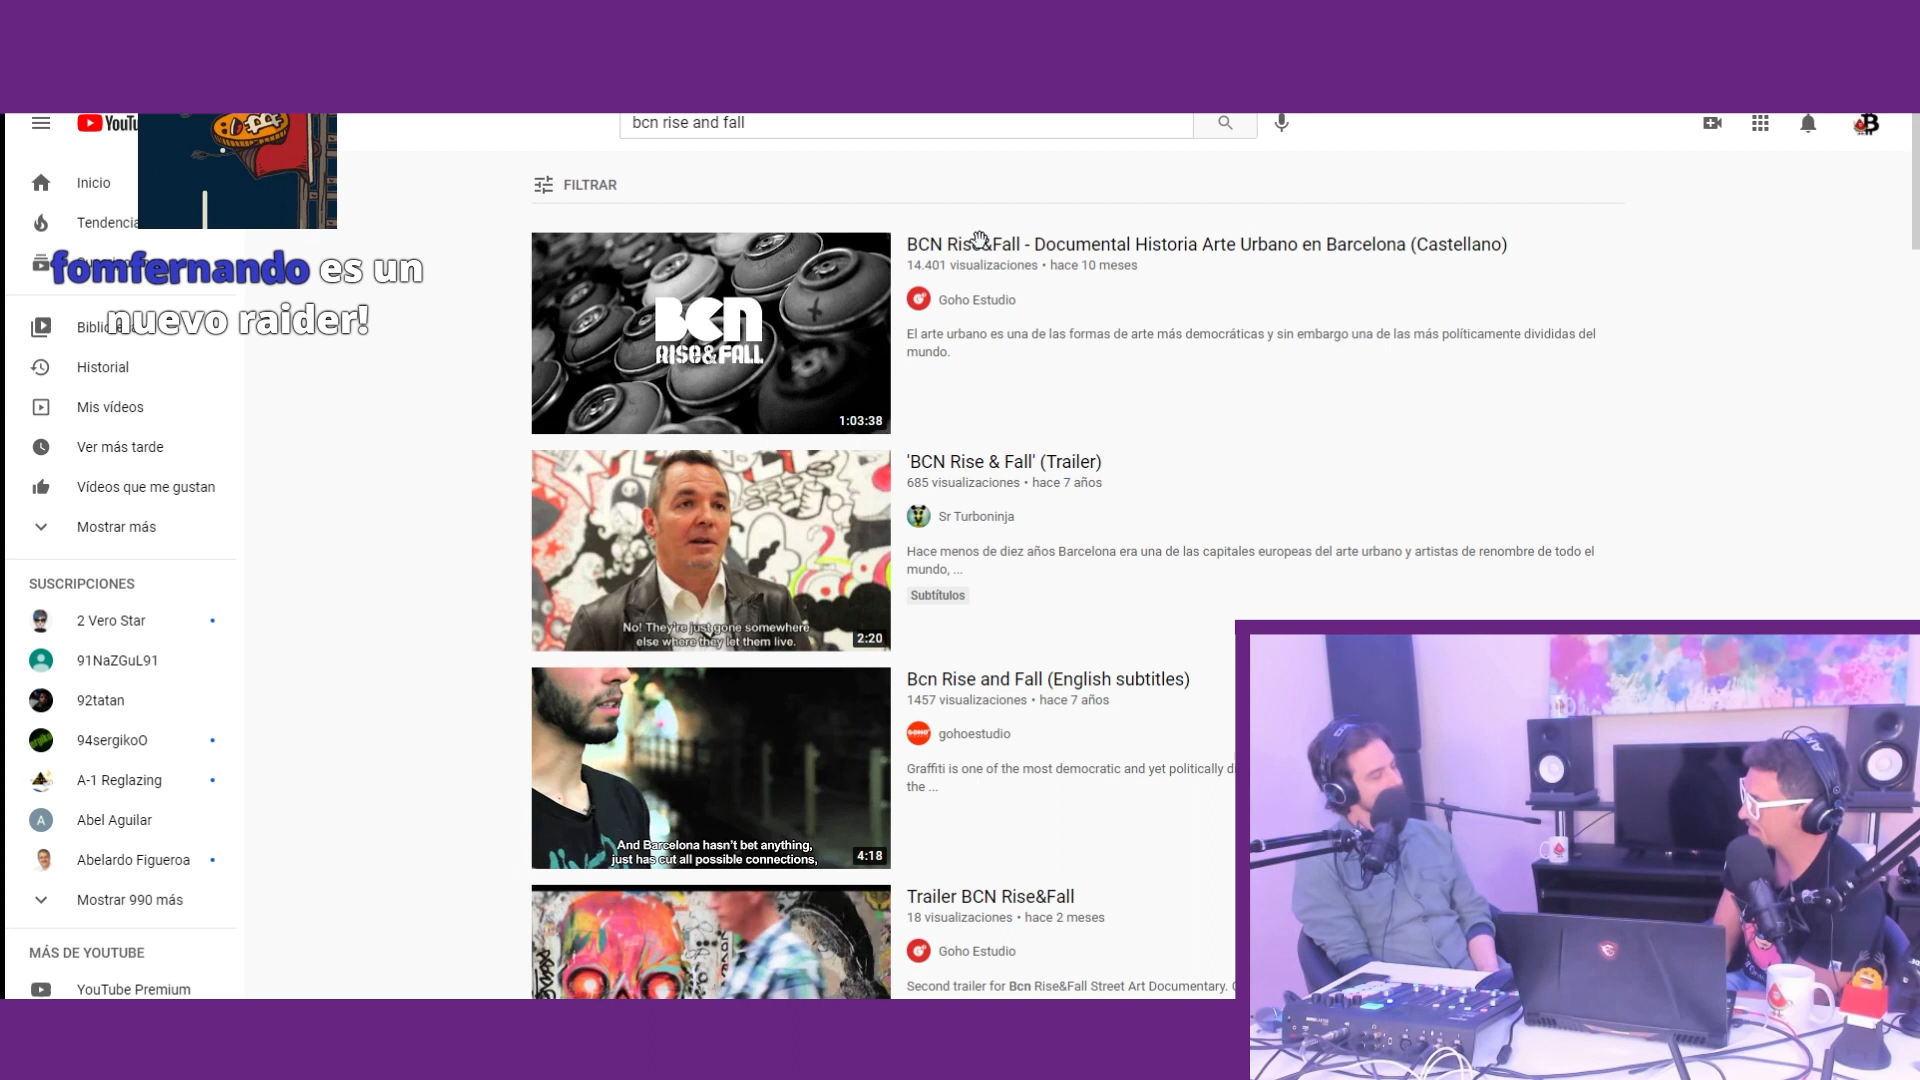 YouTu
bcn rise and fall
Inicio
Tendencia
fomfernando es un
nuevo raider!
Historial
Mis vídeos
Ver más tarde
Vídeos que me gustan
Mostrar más
SUSCRIPCIONES
2 Vero Star
91NaZGuL91
92tatan
94sergikoO
A-1 Reglazing
A
Abel Aguilar
Abelardo Figueroa
Mostrar 990 más
MÁS DE YOUTUBE
YouTube Premium
FILTRAR
BCN RISE&FALL
1:03:38
BCN Rise&Fall - Documental Historia Arte Urbano en Barcelona (Castellano)
14.401 visualizaciones • hace 10 meses
Goho Estudio
El arte urbano es una de las formas de arte más democráticas y sin embargo una de las más políticamente divididas del
mundo.
No! They're just gone somewhere
else where they let them live.
2:20
'BCN Rise & Fall' (Trailer)
685 visualizaciones • hace 7 años
Sr Turboninja
Hace menos de diez años Barcelona era una de las capitales europeas del arte urbano y artistas de renombre de todo el
mundo, ...
Subtítulos
And Barcelona hasn't bet anything,
just has cut all possible connections,
4:18
Bcn Rise and Fall (English subtitles)
1457 visualizaciones • hace 7 años
gohoestudio
Graffiti is one of the most democratic and yet politically d
the ...
Trailer BCN Rise&Fall
18 visualizaciones • hace 2 meses
Goho Estudio
Second trailer for Bcn Rise&Fall Street Art Documentary.